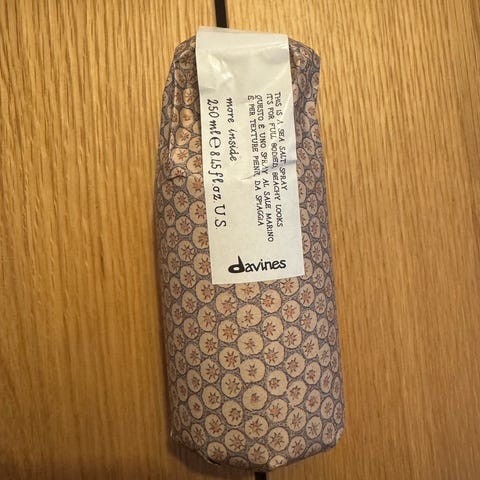 THIS IS A SEA SALT SPRAY
IT'S FOR FULL BODIED, BEACHY LOOKS
QUESTO É UNO SPRAY AL SALE MARINO
É PER TEXTURE PIENE, DA SPIAGGIA
more inside
250 ml ℮ 8.45 fl oz U.S
davines